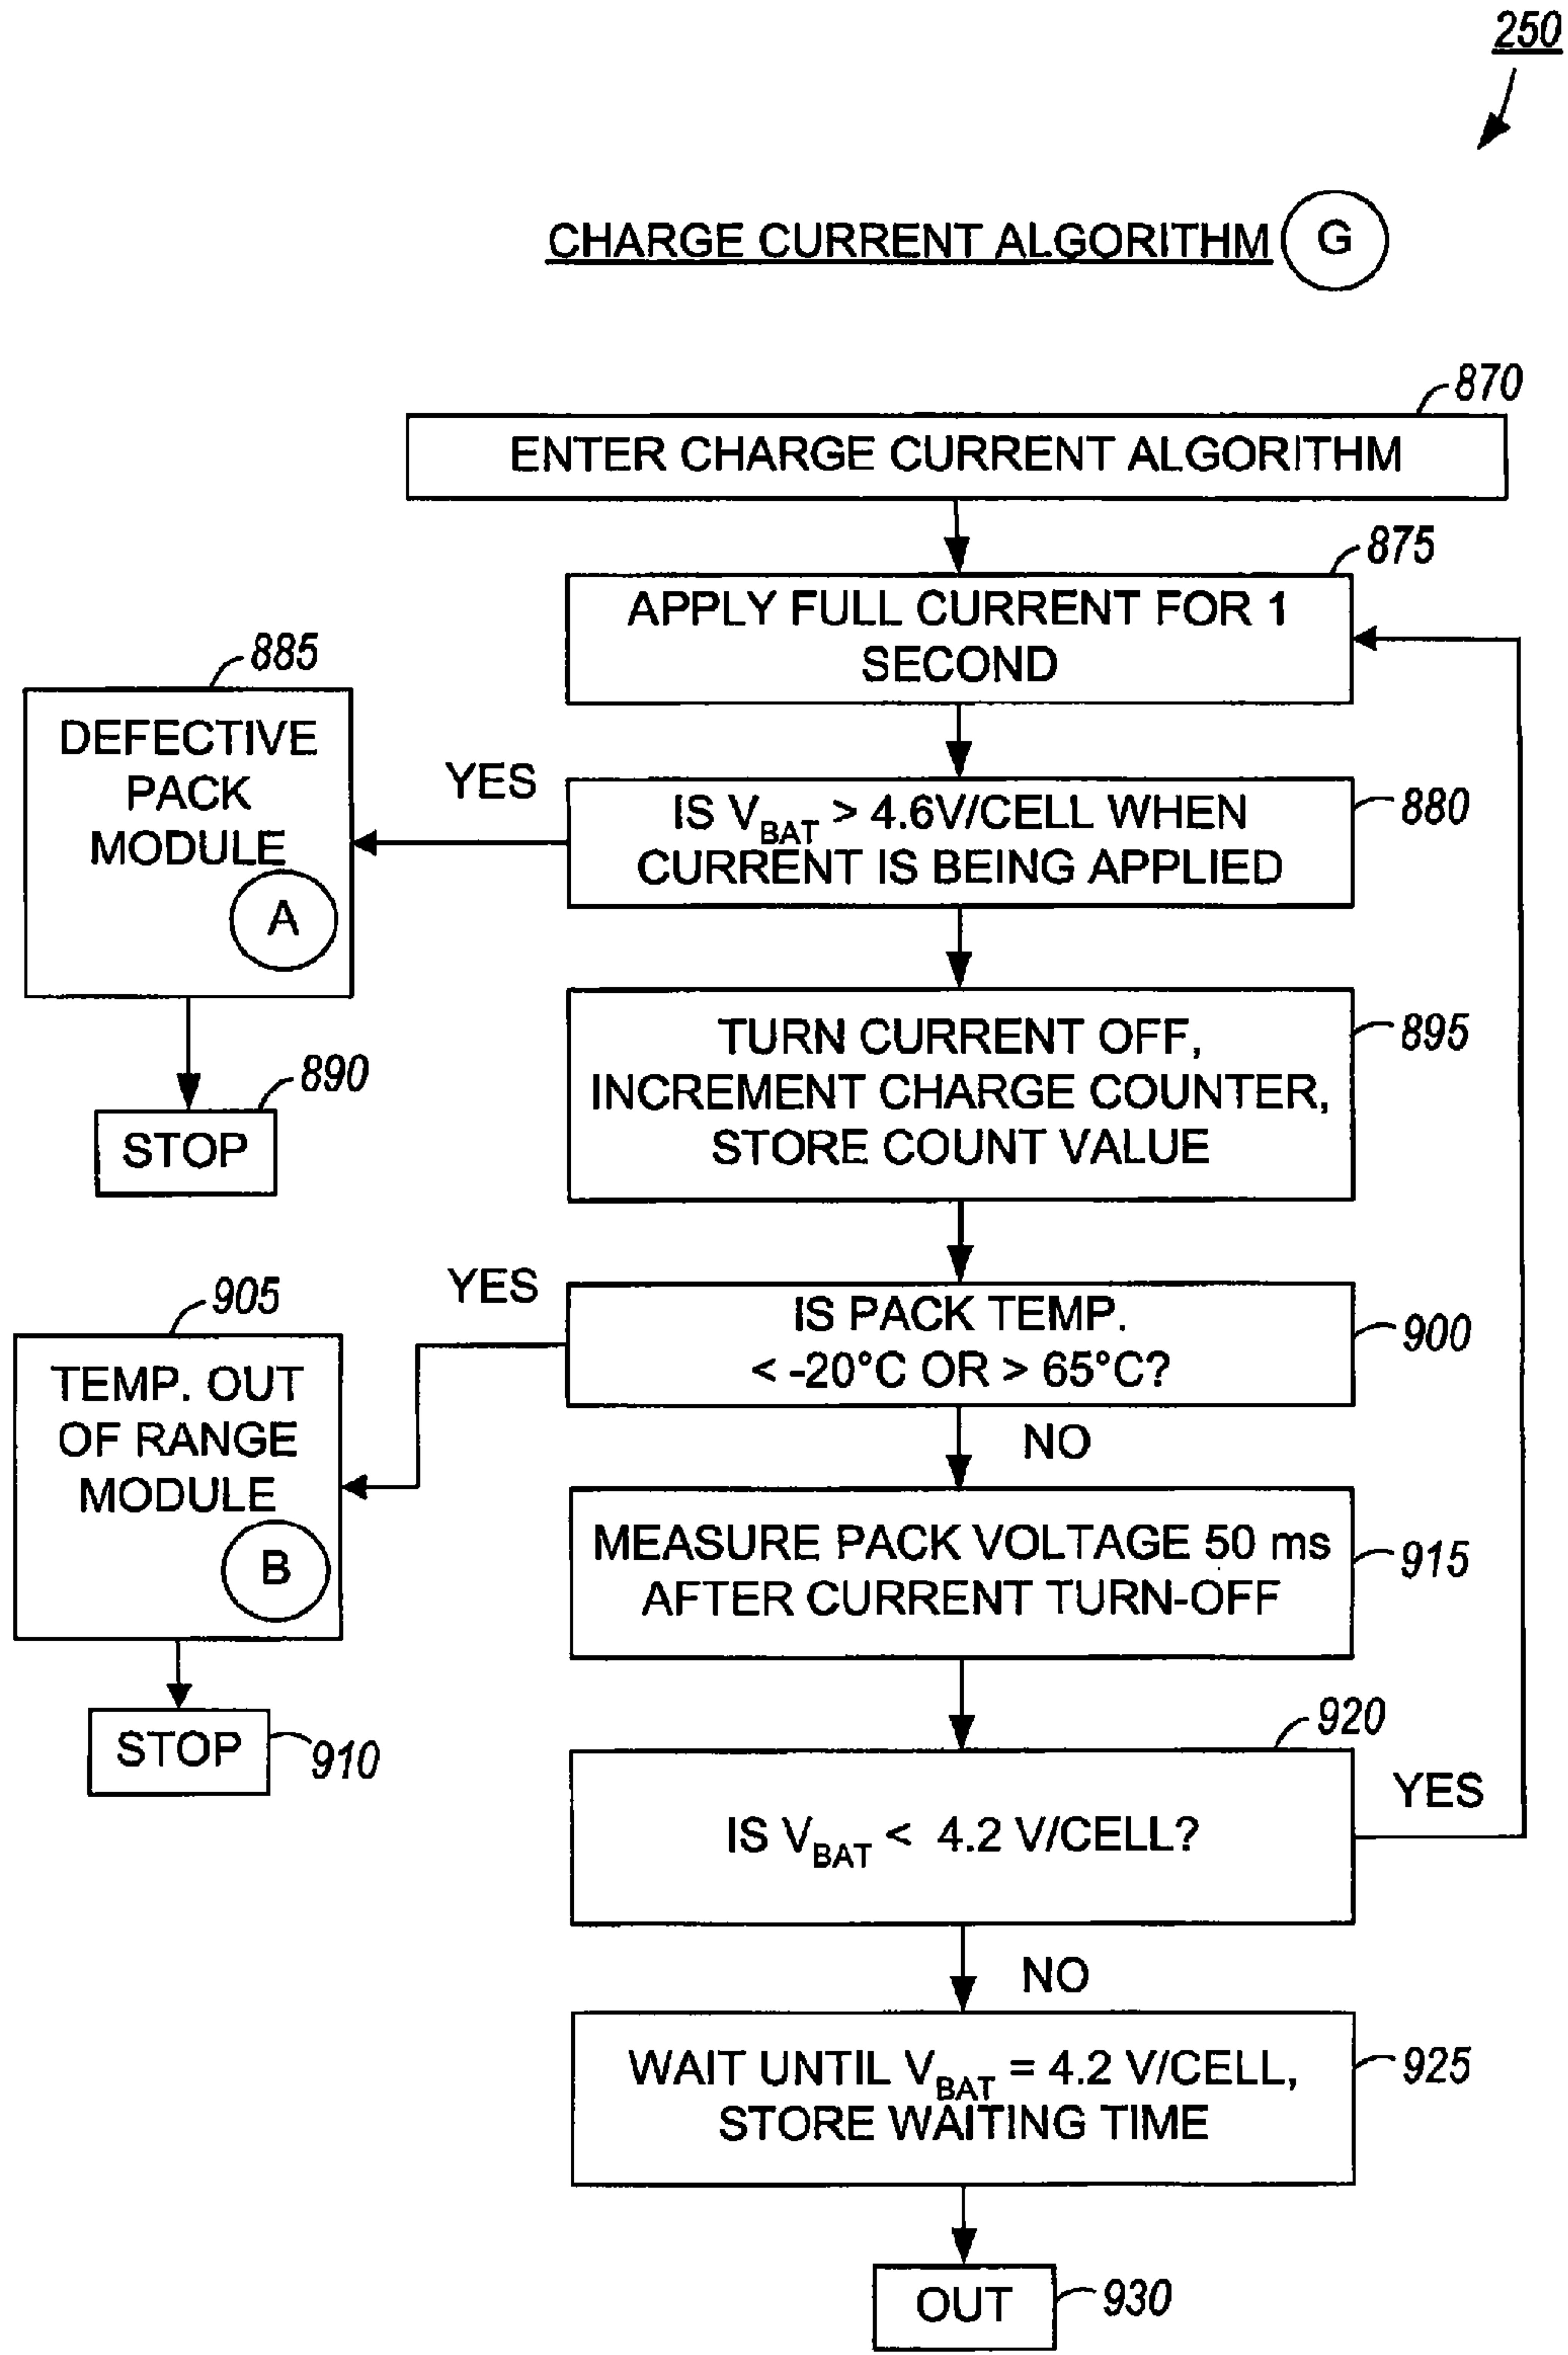 250
CHARGE CURRENT ALGORITHM G
870
ENTER CHARGE CURRENT ALGORITHM
875
APPLY FULL CURRENT FOR 1
SECOND
885
DEFECTIVE
PACK
MODULE
A
YES
880
IS VBAT > 4.6V/CELL WHEN
CURRENT IS BEING APPLIED
890
STOP
895
TURN CURRENT OFF,
INCREMENT CHARGE COUNTER,
STORE COUNT VALUE
905
TEMP. OUT
OF RANGE
MODULE
B
YES
900
IS PACK TEMP.
< -20°C OR > 65°C?
NO
915
MEASURE PACK VOLTAGE 50 ms
AFTER CURRENT TURN-OFF
STOP
910
920
IS VBAT < 4.2 V/CELL?
YES
NO
925
WAIT UNTIL VBAT = 4.2 V/CELL,
STORE WAITING TIME
OUT
930